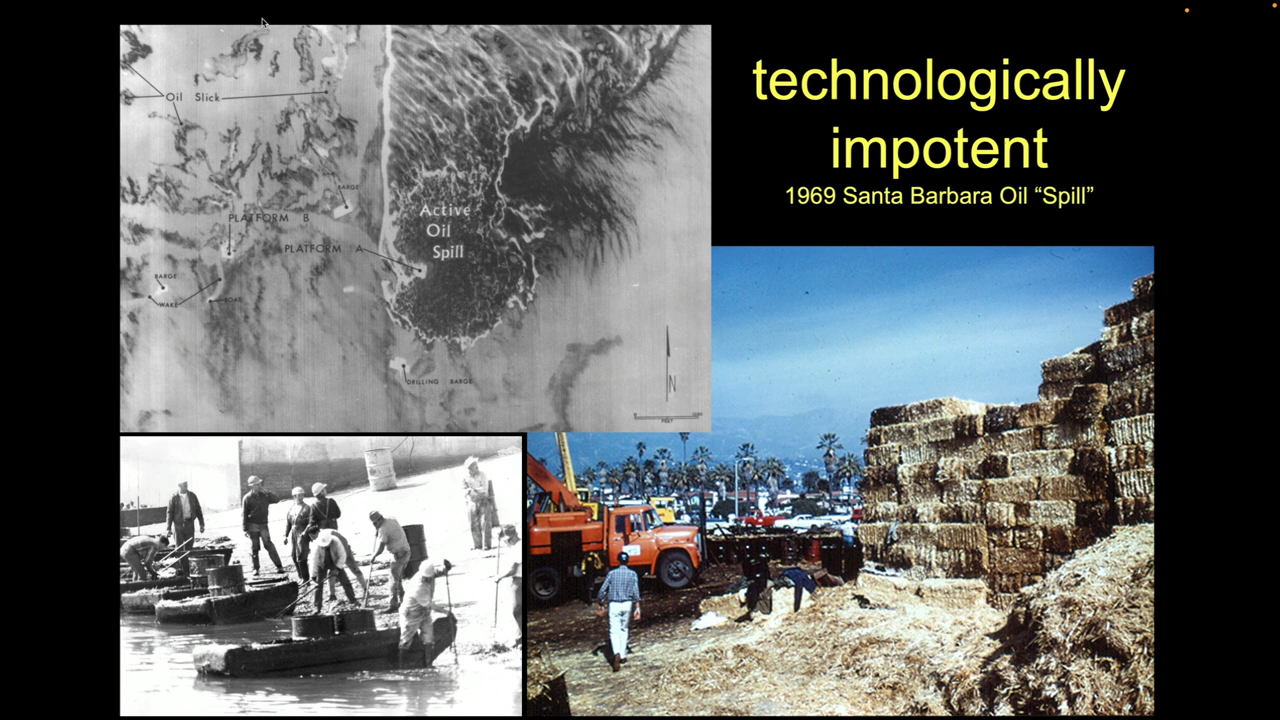 technologically
impotent
1969 Santa Barbara Oil “Spill”
Oil Slick
BARGE
PLATFORM B
PLATFORM A
Active
Oil
Spill
BARGE
WAKE
BOAT
DRILLING BARGE
N
FEET